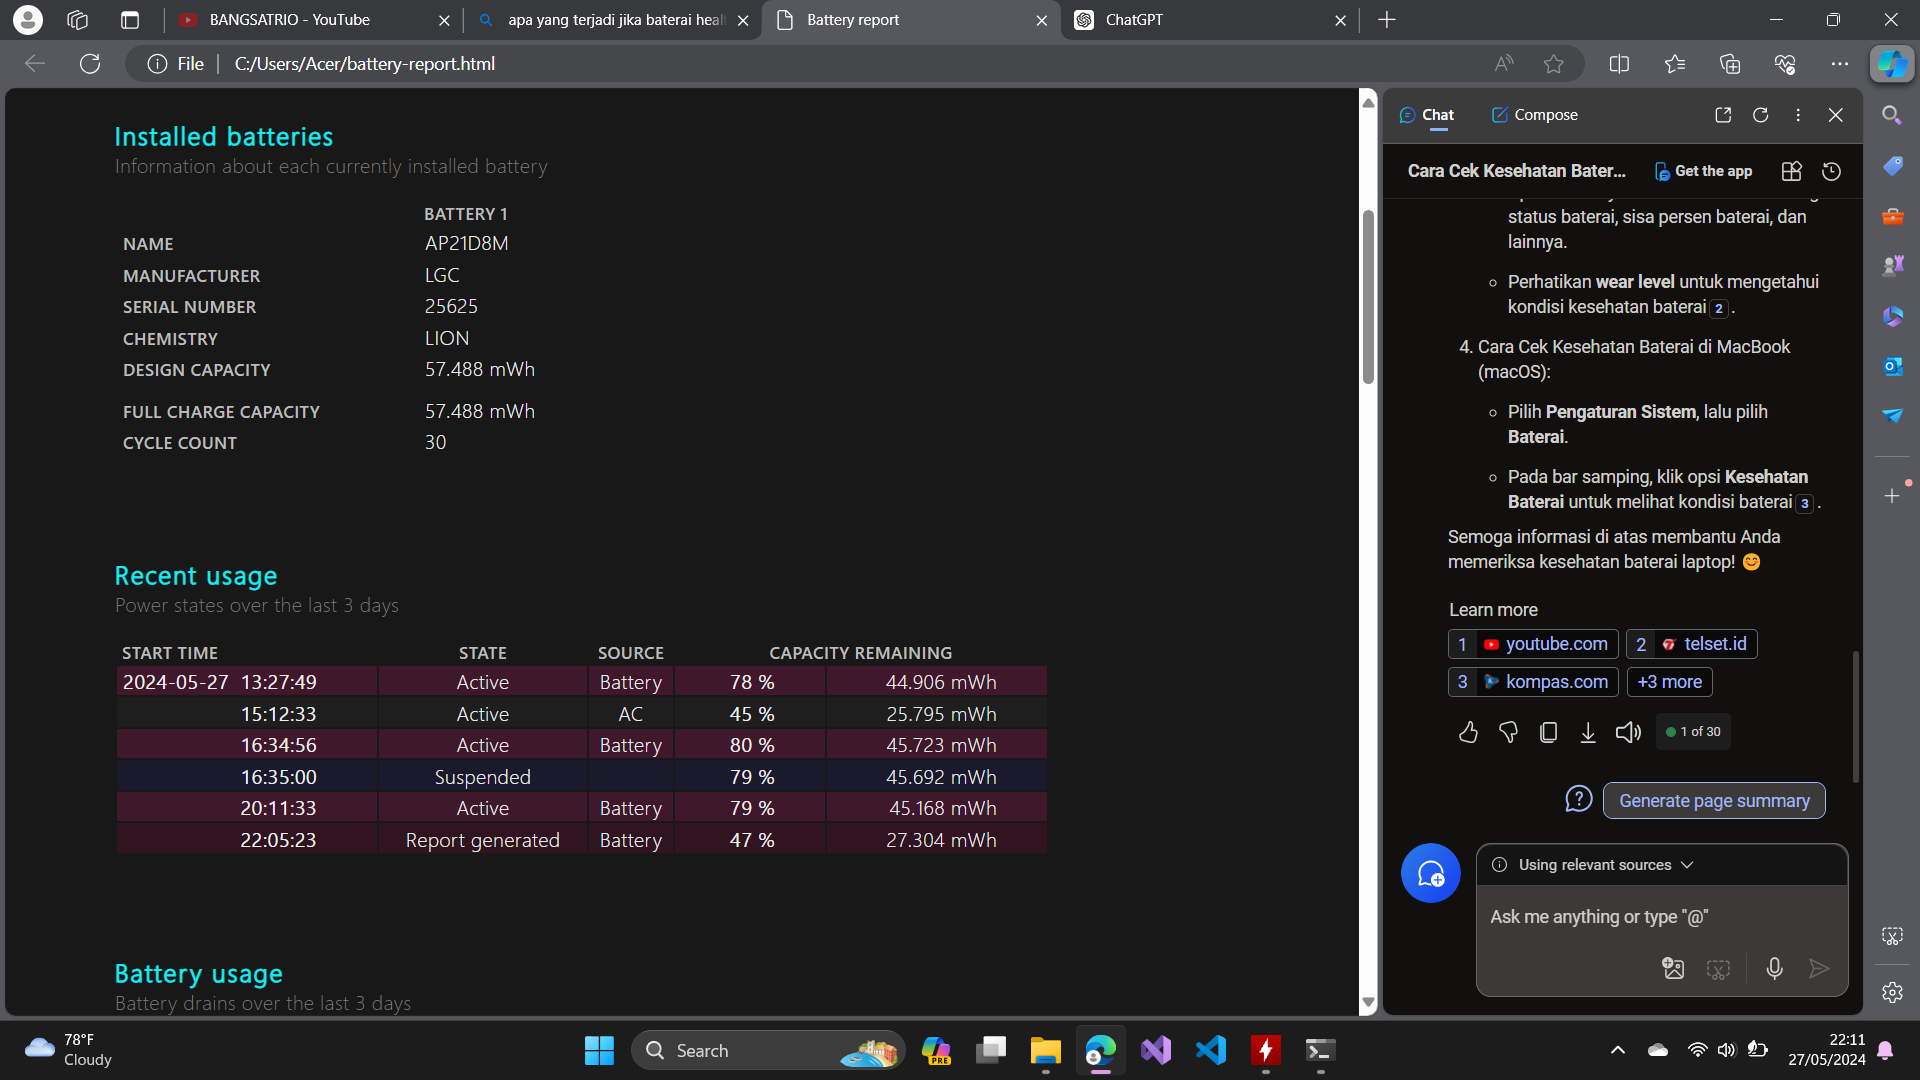 BANGSATRIO - YouTube
apa yang terjadi jika baterai heal
Battery report
ChatGPT
File
C:/Users/Acer/battery-report.html
Installed batteries
Information about each currently installed battery
BATTERY 1
NAME AP21D8M
MANUFACTURER LGC
SERIAL NUMBER 25625
CHEMISTRY LION
DESIGN CAPACITY 57.488 mWh
FULL CHARGE CAPACITY 57.488 mWh
CYCLE COUNT 30
Recent usage
Power states over the last 3 days
START TIME STATE SOURCE CAPACITY REMAINING
2024-05-27 13:27:49 Active Battery 78 % 44.906 mWh
15:12:33 Active AC 45 % 25.795 mWh
16:34:56 Active Battery 80 % 45.723 mWh
16:35:00 Suspended 79 % 45.692 mWh
20:11:33 Active Battery 79 % 45.168 mWh
22:05:23 Report generated Battery 47 % 27.304 mWh
Battery usage
Battery drains over the last 3 days
Chat
Compose
Cara Cek Kesehatan Bater...
Get the app
status baterai, sisa persen baterai, dan
lainnya.
Perhatikan wear level untuk mengetahui
kondisi kesehatan baterai 2 .
4. Cara Cek Kesehatan Baterai di MacBook
(macOS):
Pilih Pengaturan Sistem, lalu pilih
Baterai.
Pada bar samping, klik opsi Kesehatan
Baterai untuk melihat kondisi baterai 3 .
Semoga informasi di atas membantu Anda
memeriksa kesehatan baterai laptop! 😊
Learn more
1 youtube.com
2 telset.id
3 kompas.com
+3 more
1 of 30
Generate page summary
Using relevant sources
Ask me anything or type "@"
78°F
Cloudy
Search
PRE
22:11
27/05/2024